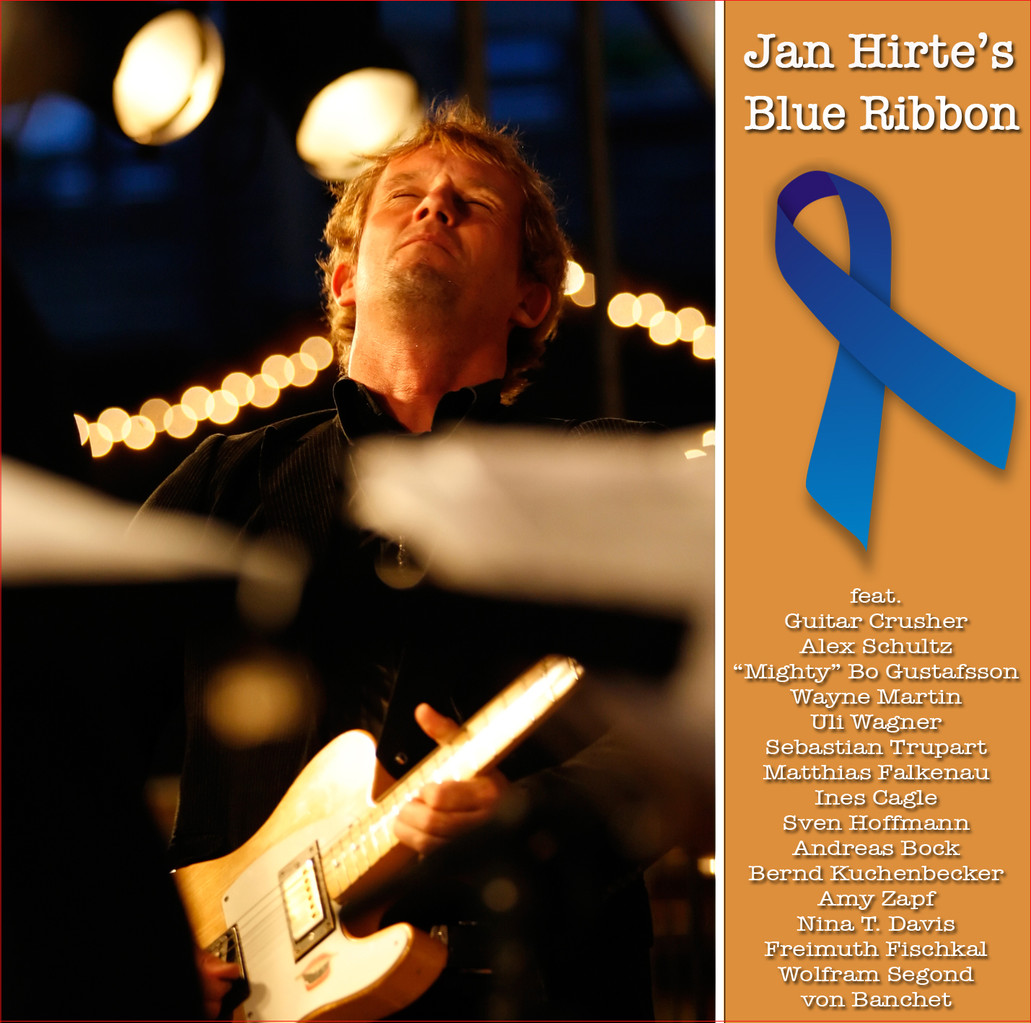 Jan Hirte’s
Blue Ribbon
feat.
Guitar Crusher
Alex Schultz
“Mighty” Bo Gustafsson
Wayne Martin
Uli Wagner
Sebastian Trupart
Matthias Falkenau
Ines Cagle
Sven Hoffmann
Andreas Bock
Bernd Kuchenbecker
Amy Zapf
Nina T. Davis
Freimuth Fischkal
Wolfram Segond
von Banchet